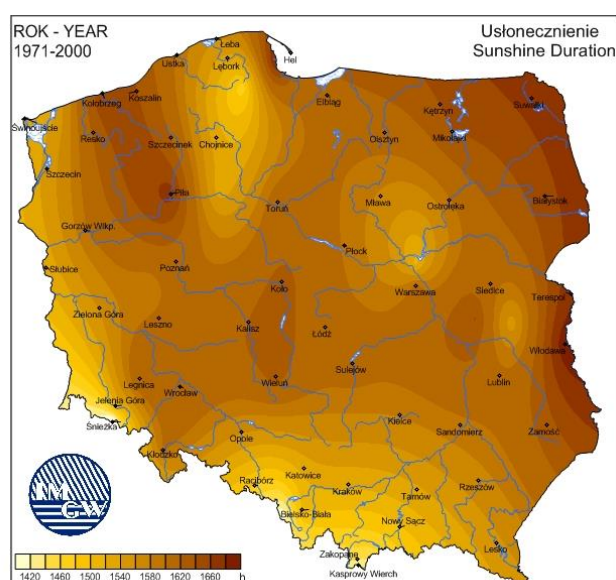 ROK - YEAR
1971-2000
Usłonecznienie
Sunshine Duration
Łeba
Ustka
Lębork
Hel
Koszalin
Kołobrzeg
Elbląg
Kętrzyn
Suwałki
Świnoujście
Resko
Szczecinek
Chojnice
Olsztyn
Mikołajki
Szczecin
Piła
Toruń
Mława
Ostrołęka
Białystok
Gorzów Wlkp.
Płock
Słubice
Poznań
Koło
Warszawa
Siedlce
Terespol
Zielona Góra
Leszno
Kalisz
Łódź
Włodawa
Sulejów
Legnica
Wieluń
Lublin
Jelenia Góra
Wrocław
Śnieżka
Opole
Kielce
Sandomierz
Zamość
Kłodzko
Katowice
Racibórz
Kraków
Tarnów
Rzeszów
Bielsko-Biała
Nowy Sącz
Lesko
Zakopane
Kasprowy Wierch
IM
GW
1420 1460 1500 1540 1580 1620 1660 h